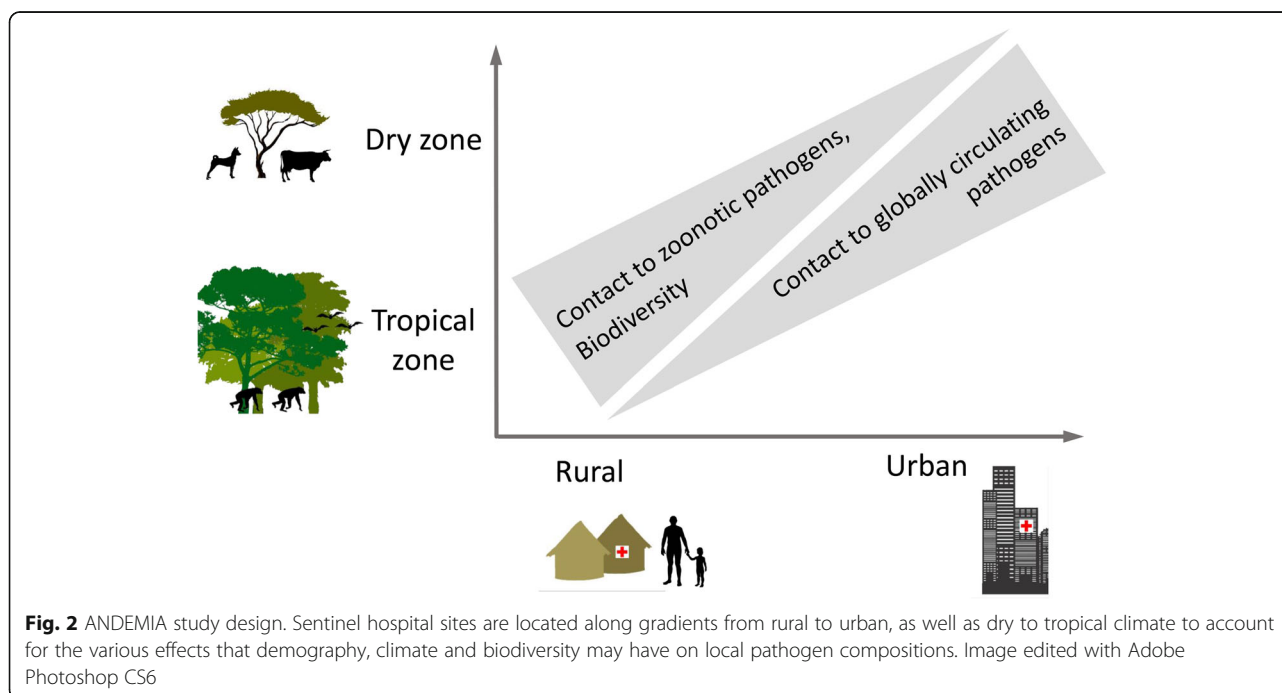 Dry zone
Tropical
zone
Contact to zoonotic pathogens,
Biodiversity
Contact to globally circulating
pathogens
Rural
Urban
Fig. 2 ANDEMIA study design. Sentinel hospital sites are located along gradients from rural to urban, as well as dry to tropical climate to account
for the various effects that demography, climate and biodiversity may have on local pathogen compositions. Image edited with Adobe
Photoshop CS6